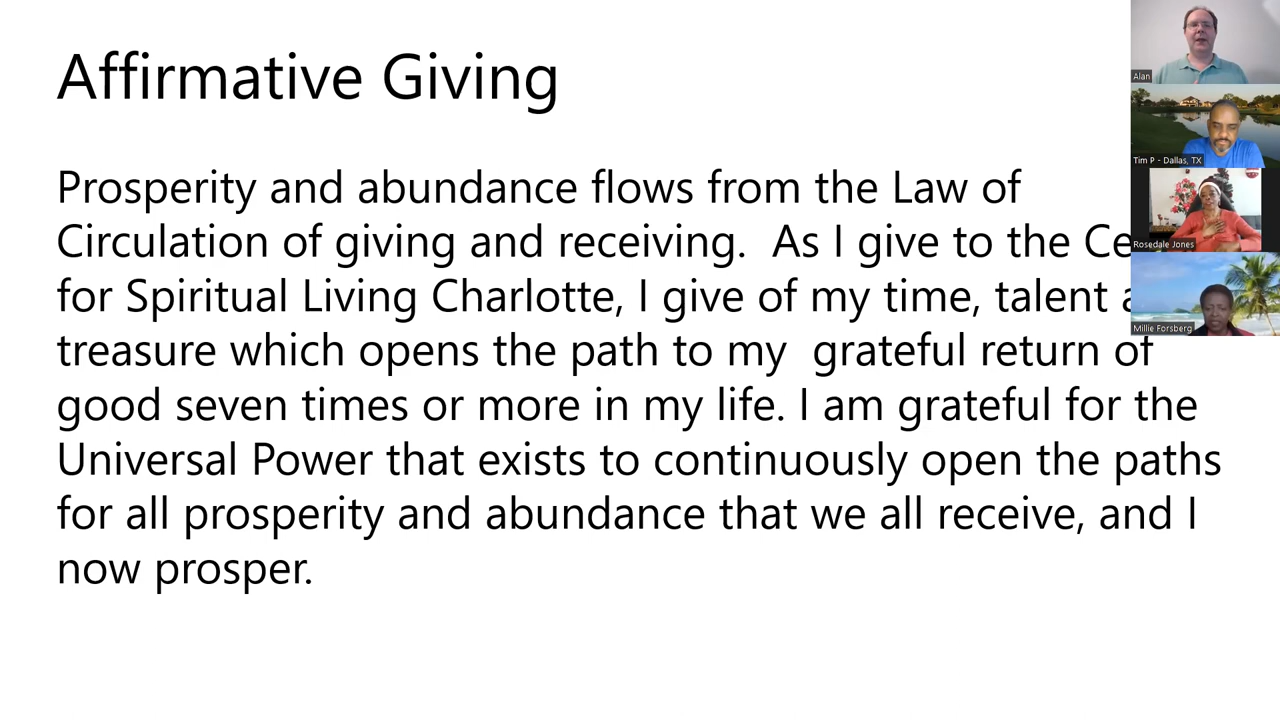 Affirmative Giving
Prosperity and abundance flows from the Law of
Circulation of giving and receiving.  As I give to the Ce
for Spiritual Living Charlotte, I give of my time, talent a
treasure which opens the path to my  grateful return of
good seven times or more in my life. I am grateful for the
Universal Power that exists to continuously open the paths
for all prosperity and abundance that we all receive, and I
now prosper.
Alan
Tim P - Dallas, TX
Rosedale Jones
Millie Forsberg